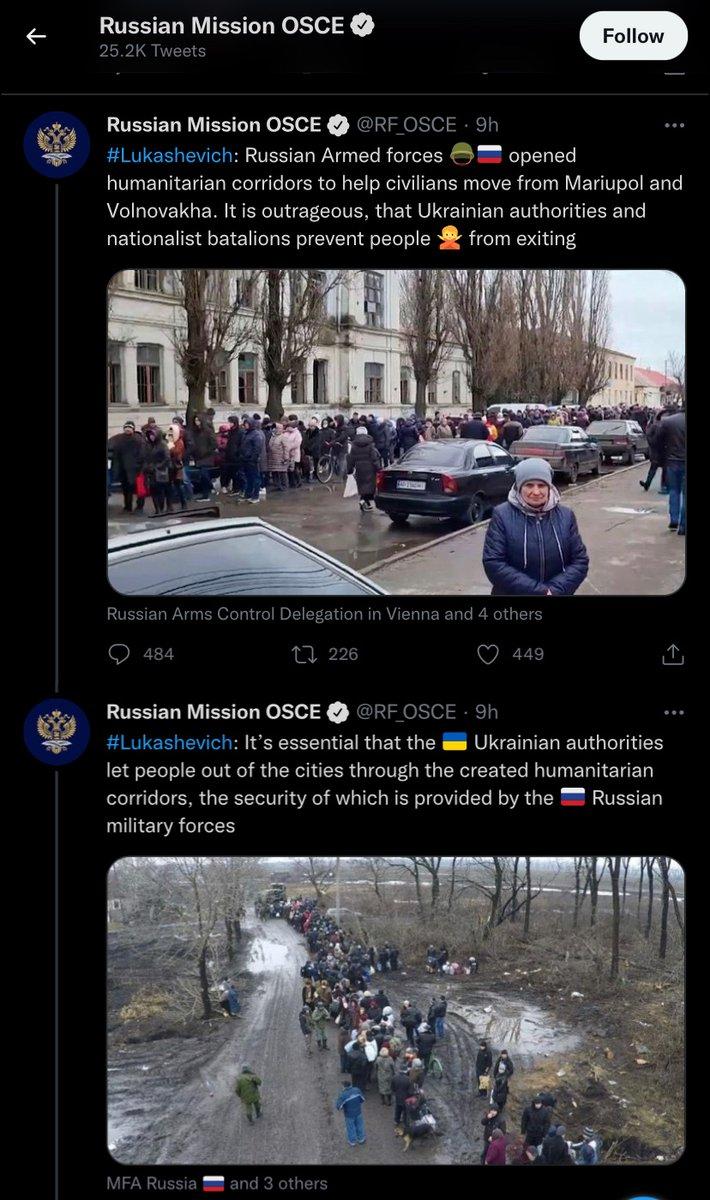 Russian Mission OSCE
25.2K Tweets
Follow
Russian Mission OSCE @RF_OSCE · 9h
#Lukashevich: Russian Armed forces 🪖🇷🇺 opened
humanitarian corridors to help civilians move from Mariupol and
Volnovakha. It is outrageous, that Ukrainian authorities and
nationalist batalions prevent people 🙅 from exiting
Russian Arms Control Delegation in Vienna and 4 others
484 226 449
Russian Mission OSCE @RF_OSCE · 9h
#Lukashevich: It’s essential that the 🇺🇦 Ukrainian authorities
let people out of the cities through the created humanitarian
corridors, the security of which is provided by the 🇷🇺 Russian
military forces
MFA Russia 🇷🇺 and 3 others